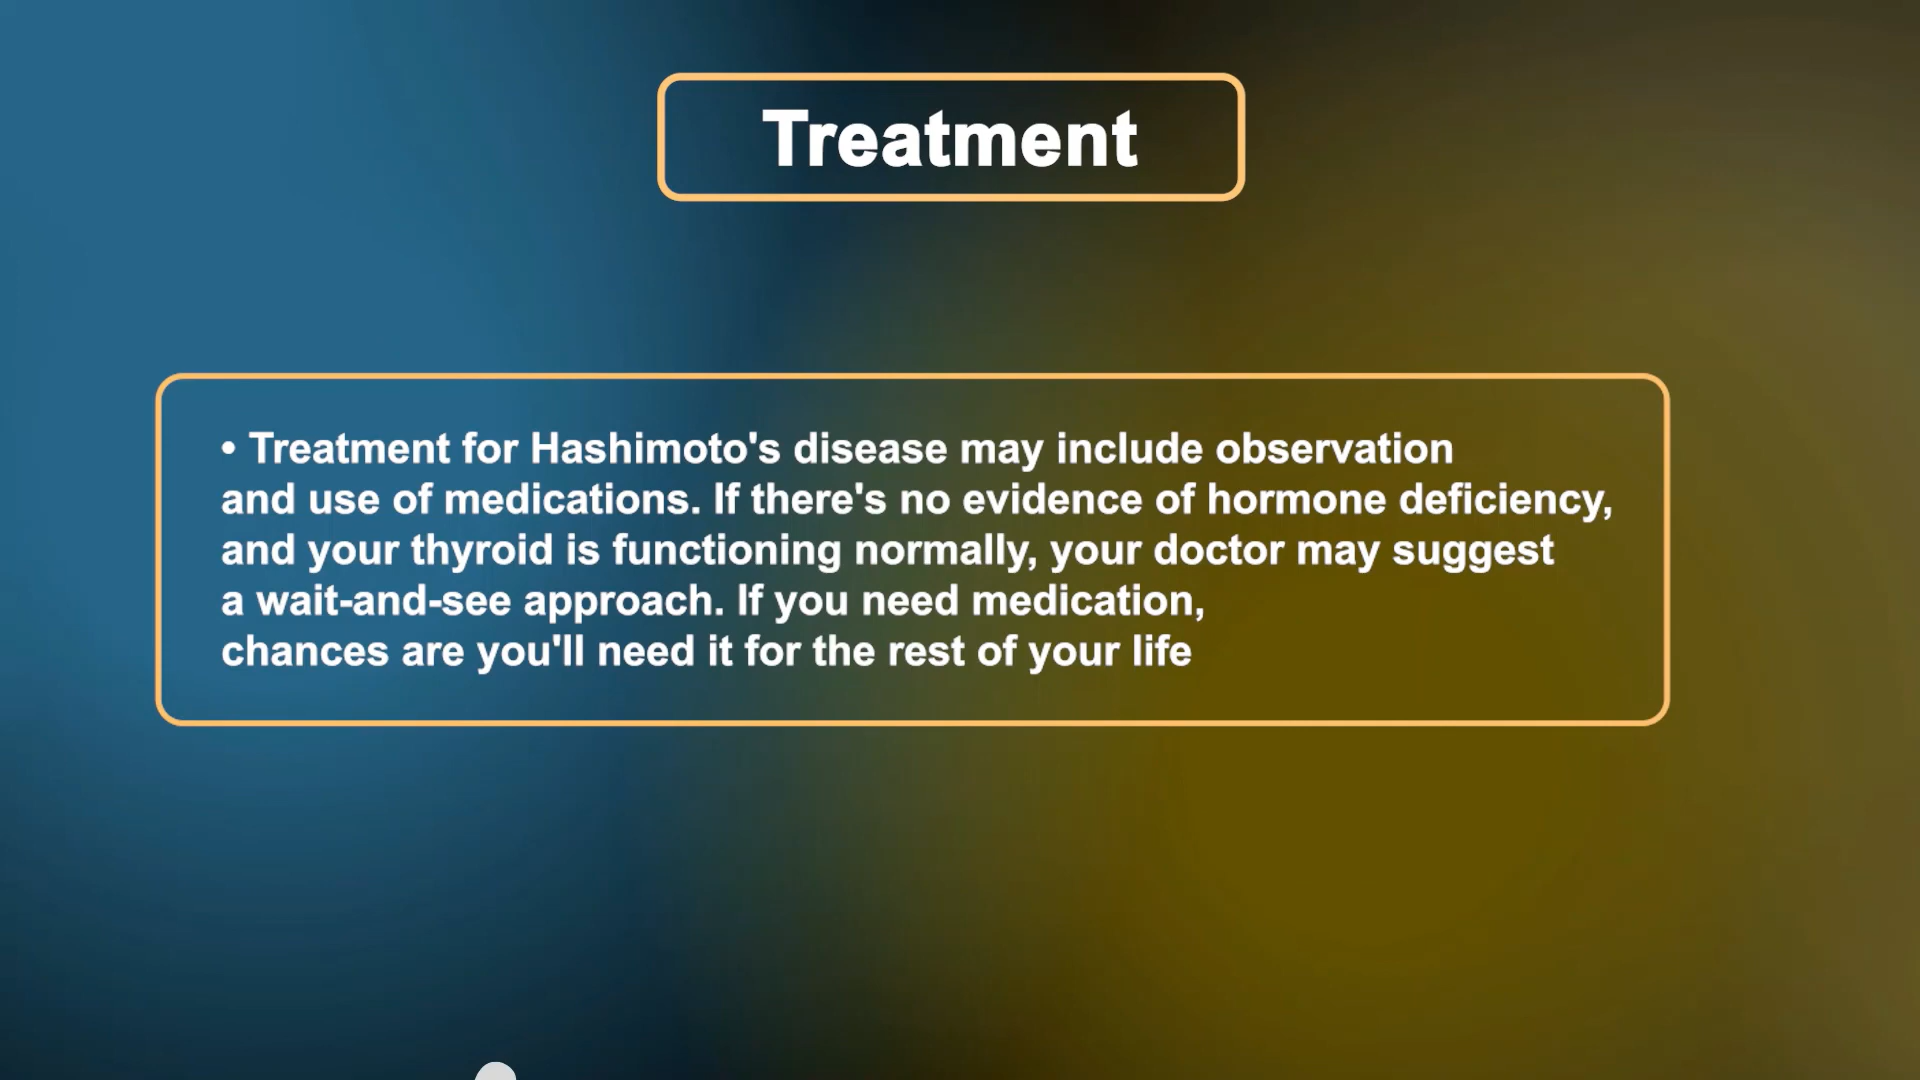 Treatment
• Treatment for Hashimoto's disease may include observation
and use of medications. If there's no evidence of hormone deficiency,
and your thyroid is functioning normally, your doctor may suggest
a wait-and-see approach. If you need medication,
chances are you'll need it for the rest of your life